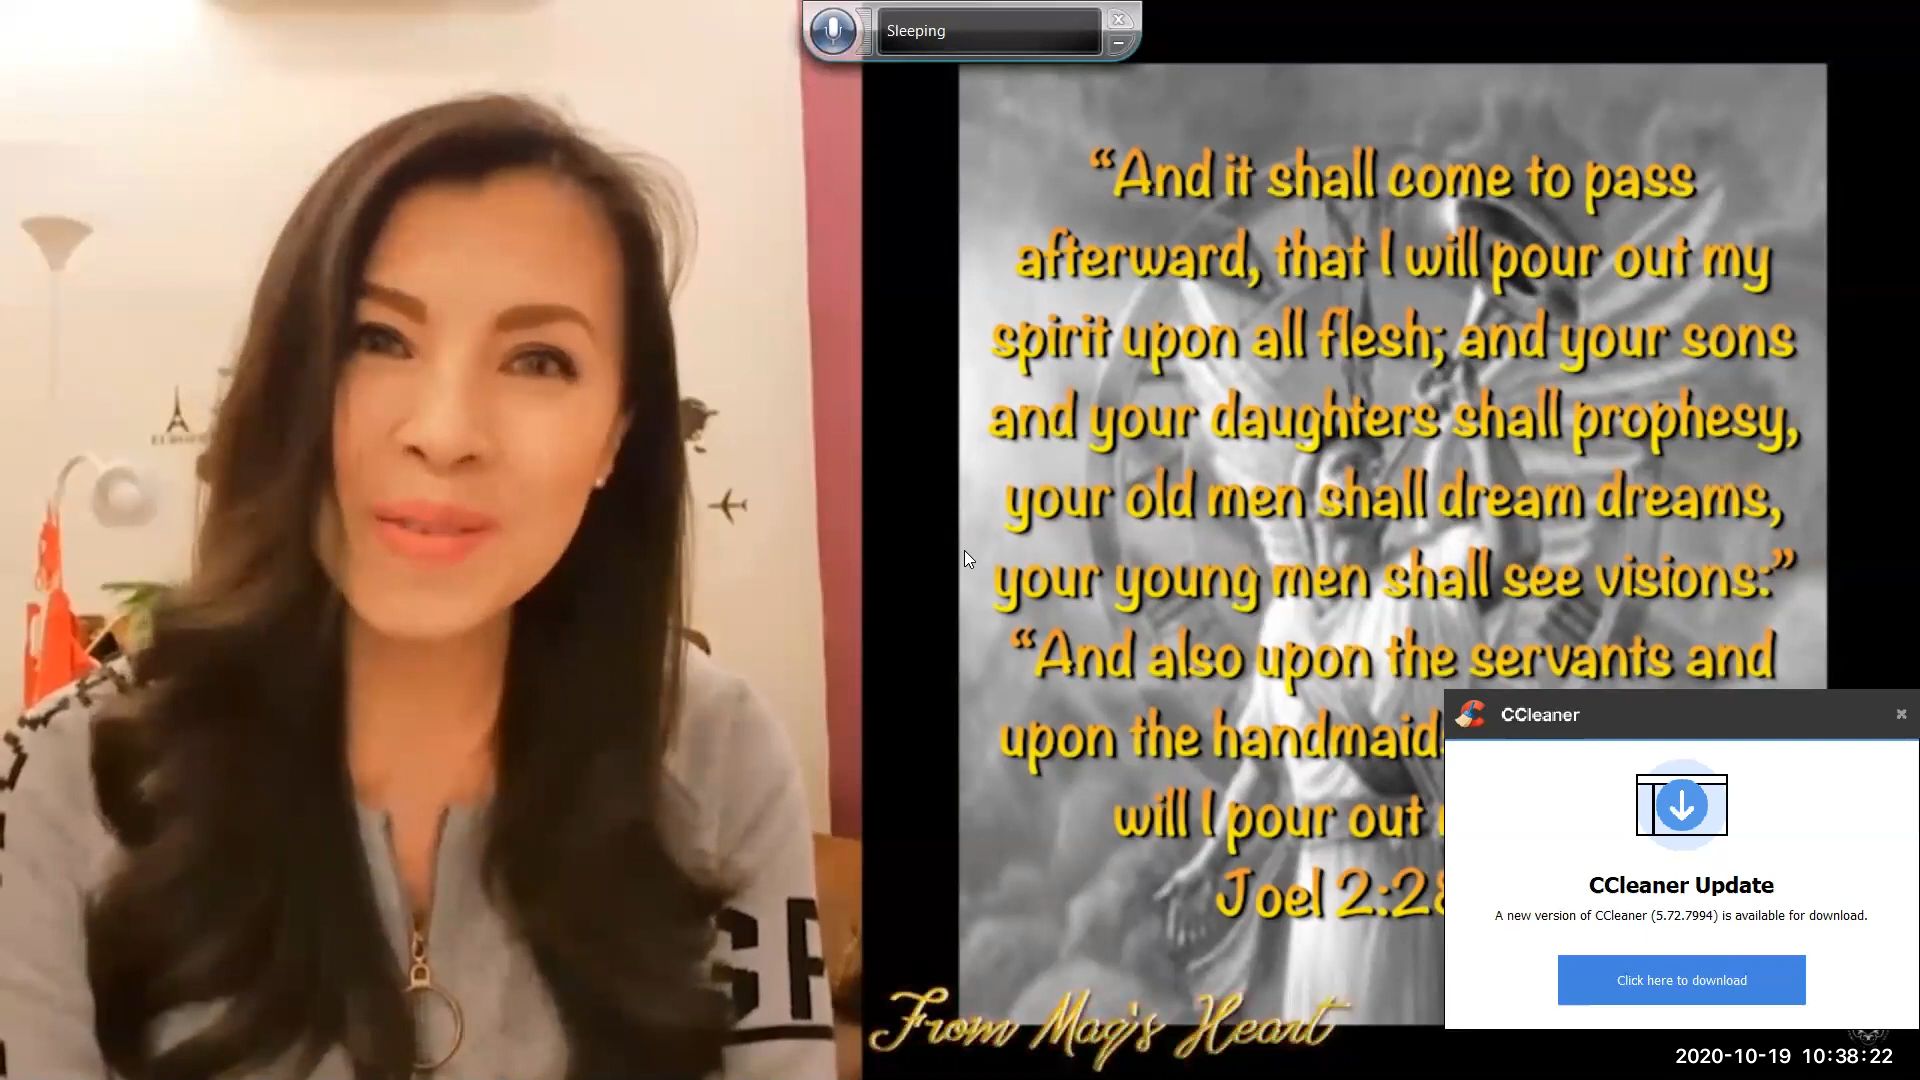 Sleeping
“And it shall come to pass
afterward, that I will pour out my
spirit upon all flesh; and your sons
and your daughters shall prophesy,
your old men shall dream dreams,
your young men shall see visions:”
“And also upon the servants and
upon the handmaid
will I pour out
Joel 2:28
From Mag's Heart
CCleaner
CCleaner Update
A new version of CCleaner (5.72.7994) is available for download.
Click here to download
2020-10-19 10:38:22
EUROPE